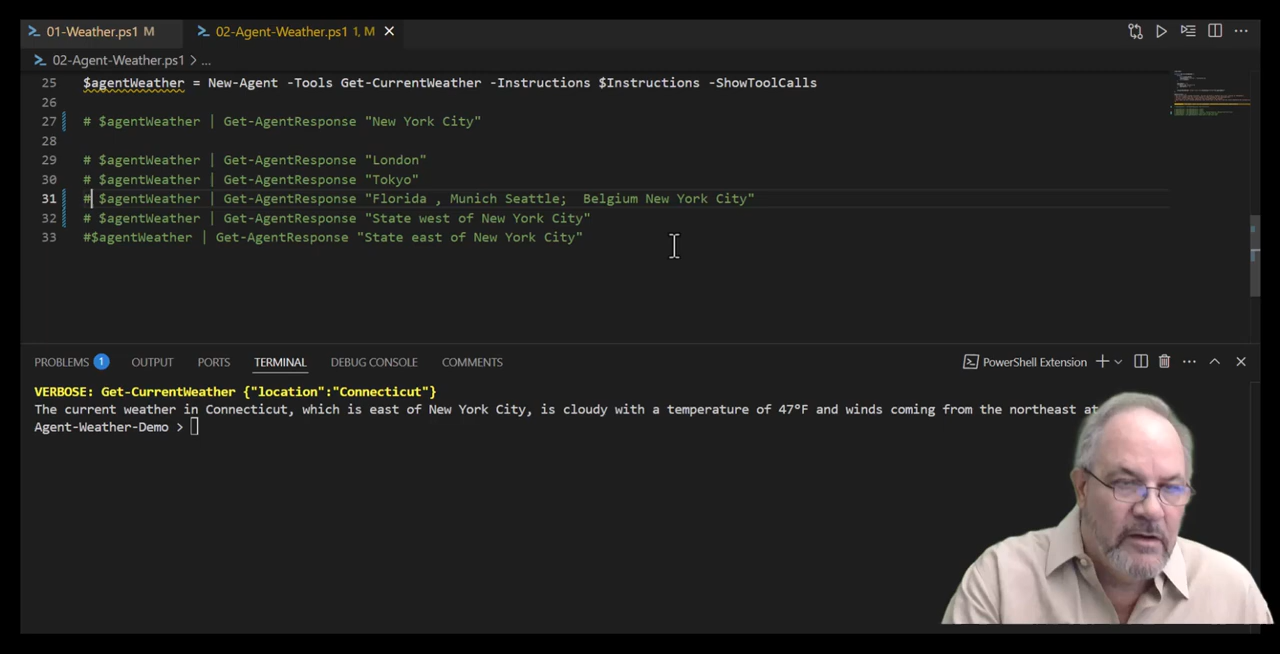 01-Weather.ps1 M
02-Agent-Weather.ps1 1, M
02-Agent-Weather.ps1 > ...
25 $agentWeather = New-Agent -Tools Get-CurrentWeather -Instructions $Instructions -ShowToolCalls
26
27 # $agentWeather | Get-AgentResponse "New York City"
28
29 # $agentWeather | Get-AgentResponse "London"
30 # $agentWeather | Get-AgentResponse "Tokyo"
31 # $agentWeather | Get-AgentResponse "Florida , Munich Seattle;  Belgium New York City"
32 # $agentWeather | Get-AgentResponse "State west of New York City"
33 #$agentWeather | Get-AgentResponse "State east of New York City"
PROBLEMS 1 OUTPUT PORTS TERMINAL DEBUG CONSOLE COMMENTS PowerShell Extension
VERBOSE: Get-CurrentWeather {"location":"Connecticut"}
The current weather in Connecticut, which is east of New York City, is cloudy with a temperature of 47°F and winds coming from the northeast at
Agent-Weather-Demo >